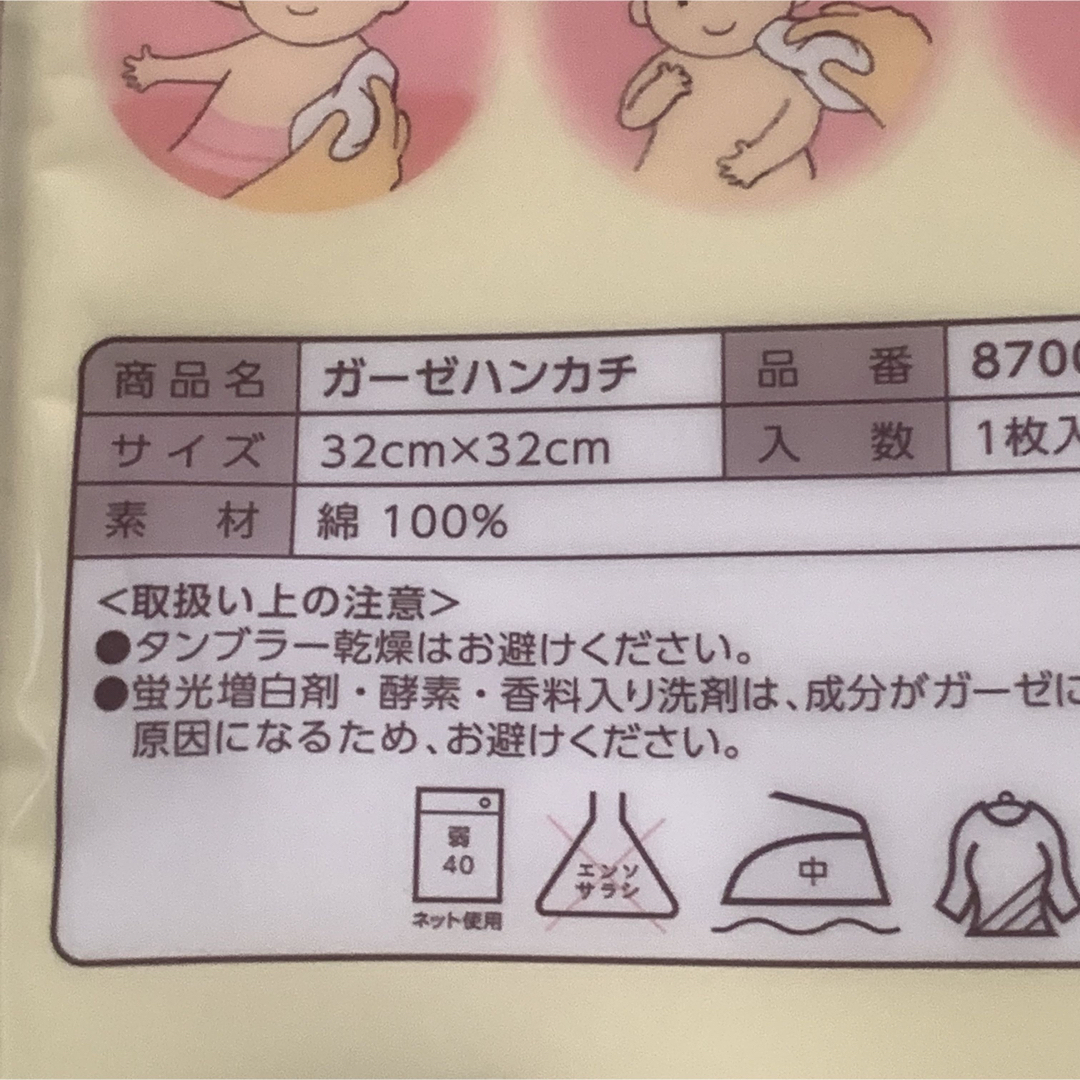 商品名 ガーゼハンカチ 品番 8700
サイズ 32cm×32cm 入数 1枚入
素材 綿 100%
<取扱い上の注意>
●タンブラー乾燥はお避けください。
●蛍光増白剤・酵素・香料入り洗剤は、成分がガーゼに
原因になるため、お避けください。
弱
40
ネット使用
エンソ
サラシ
中